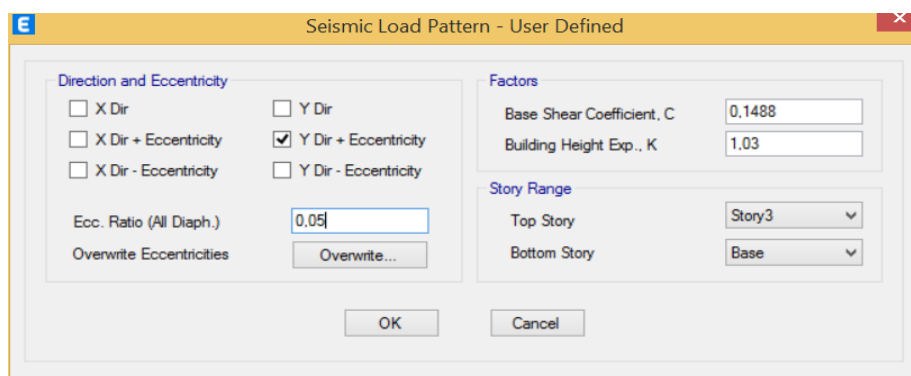 E
Seismic Load Pattern - User Defined
Direction and Eccentricity
X Dir
Y Dir
X Dir + Eccentricity
Y Dir + Eccentricity
X Dir - Eccentricity
Y Dir - Eccentricity
Ecc. Ratio (All Diaph.)
0,05
Overwrite Eccentricities
Overwrite...
Factors
Base Shear Coefficient, C
0,1488
Building Height Exp., K
1,03
Story Range
Top Story
Story3
Bottom Story
Base
OK
Cancel